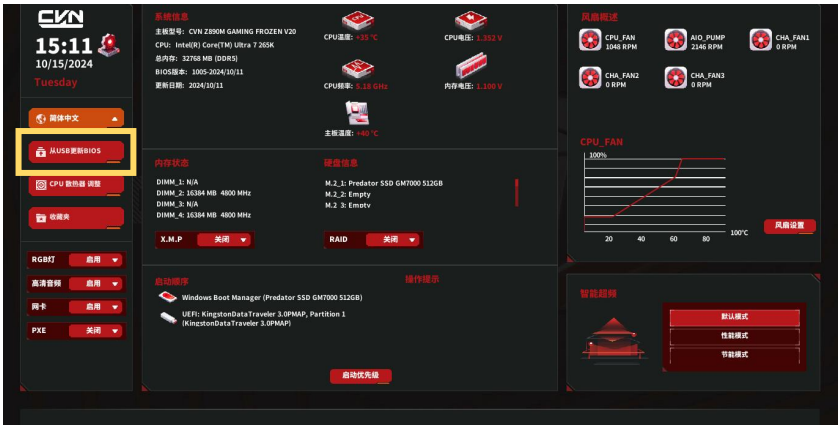 CVN
15:11
10/15/2024
Tuesday
简体中文
从USB更新BIOS
CPU 散热器 调整
收藏夹
RGB灯 启用
高清音频 启用
网卡 启用
PXE 关闭
系统信息
主板型号: CVN Z890M GAMING FROZEN V20
CPU: Intel(R) Core(TM) Ultra 7 265K
总内存: 32768 MB (DDR5)
BIOS版本: 1005-2024/10/11
更新日期: 2024/10/11
CPU温度: +35 °C
CPU电压: 1.352 V
CPU频率: 5.18 GHz
内存电压: 1.100 V
主板温度: +40 °C
内存状态
DIMM_1: N/A
DIMM_2: 16384 MB 4800 MHz
DIMM_3: N/A
DIMM_4: 16384 MB 4800 MHz
X.M.P 关闭
硬盘信息
M.2_1: Predator SSD GM7000 512GB
M.2_2: Empty
M.2 3: Empty
RAID 关闭
启动顺序
操作提示
Windows Boot Manager (Predator SSD GM7000 512GB)
UEFI: KingstonDataTraveler 3.0PMAP, Partition 1
(KingstonDataTraveler 3.0PMAP)
启动优先级
风扇概述
CPU_FAN
1048 RPM
AIO_PUMP
2146 RPM
CHA_FAN1
0 RPM
CHA_FAN2
0 RPM
CHA_FAN3
0 RPM
CPU_FAN
100%
20 40 60 80 100°C
风扇设置
智能超频
默认模式
性能模式
节能模式